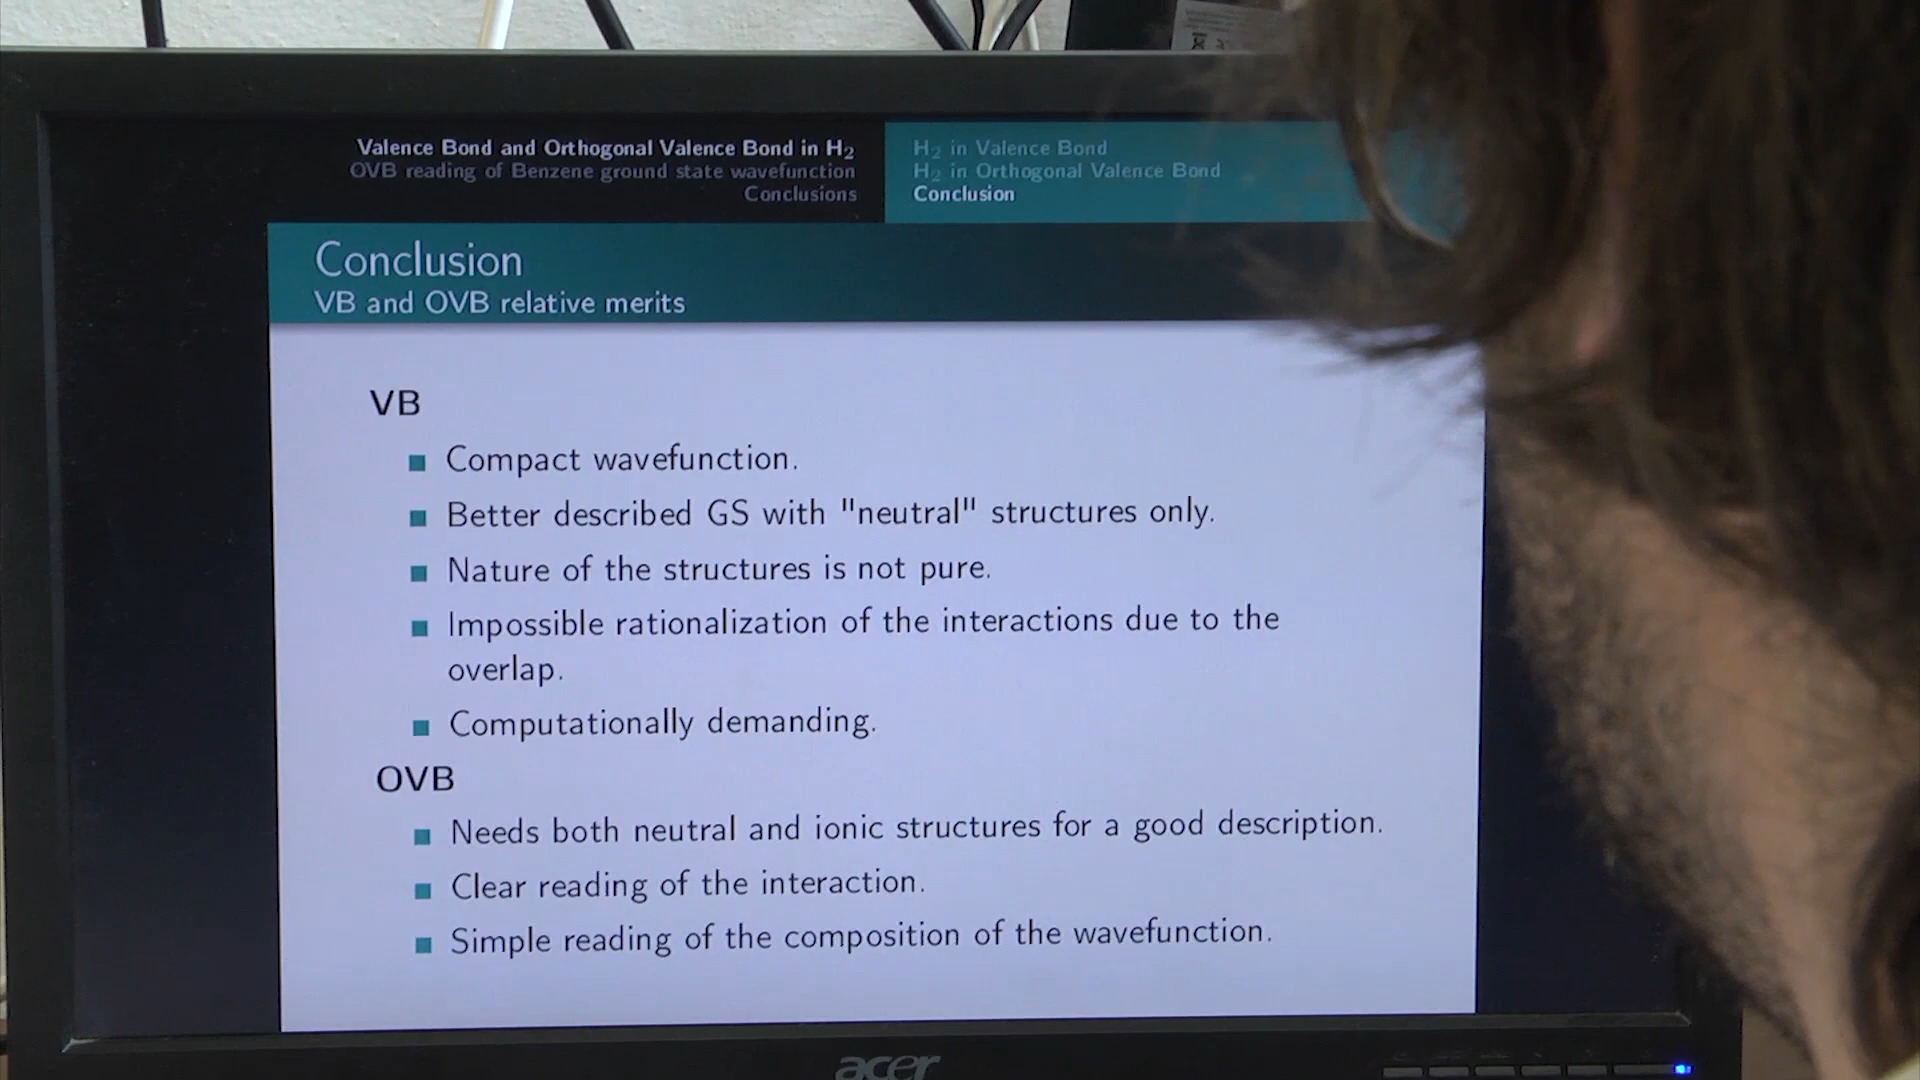 Valence Bond and Orthogonal Valence Bond in H2
OVB reading of Benzene ground state wavefunction
Conclusions
H2 in Valence Bond
H2 in Orthogonal Valence Bond
Conclusion
Conclusion
VB and OVB relative merits
VB
Compact wavefunction.
Better described GS with "neutral" structures only.
Nature of the structures is not pure.
Impossible rationalization of the interactions due to the
overlap.
Computationally demanding.
OVB
Needs both neutral and ionic structures for a good description.
Clear reading of the interaction.
Simple reading of the composition of the wavefunction.
acer